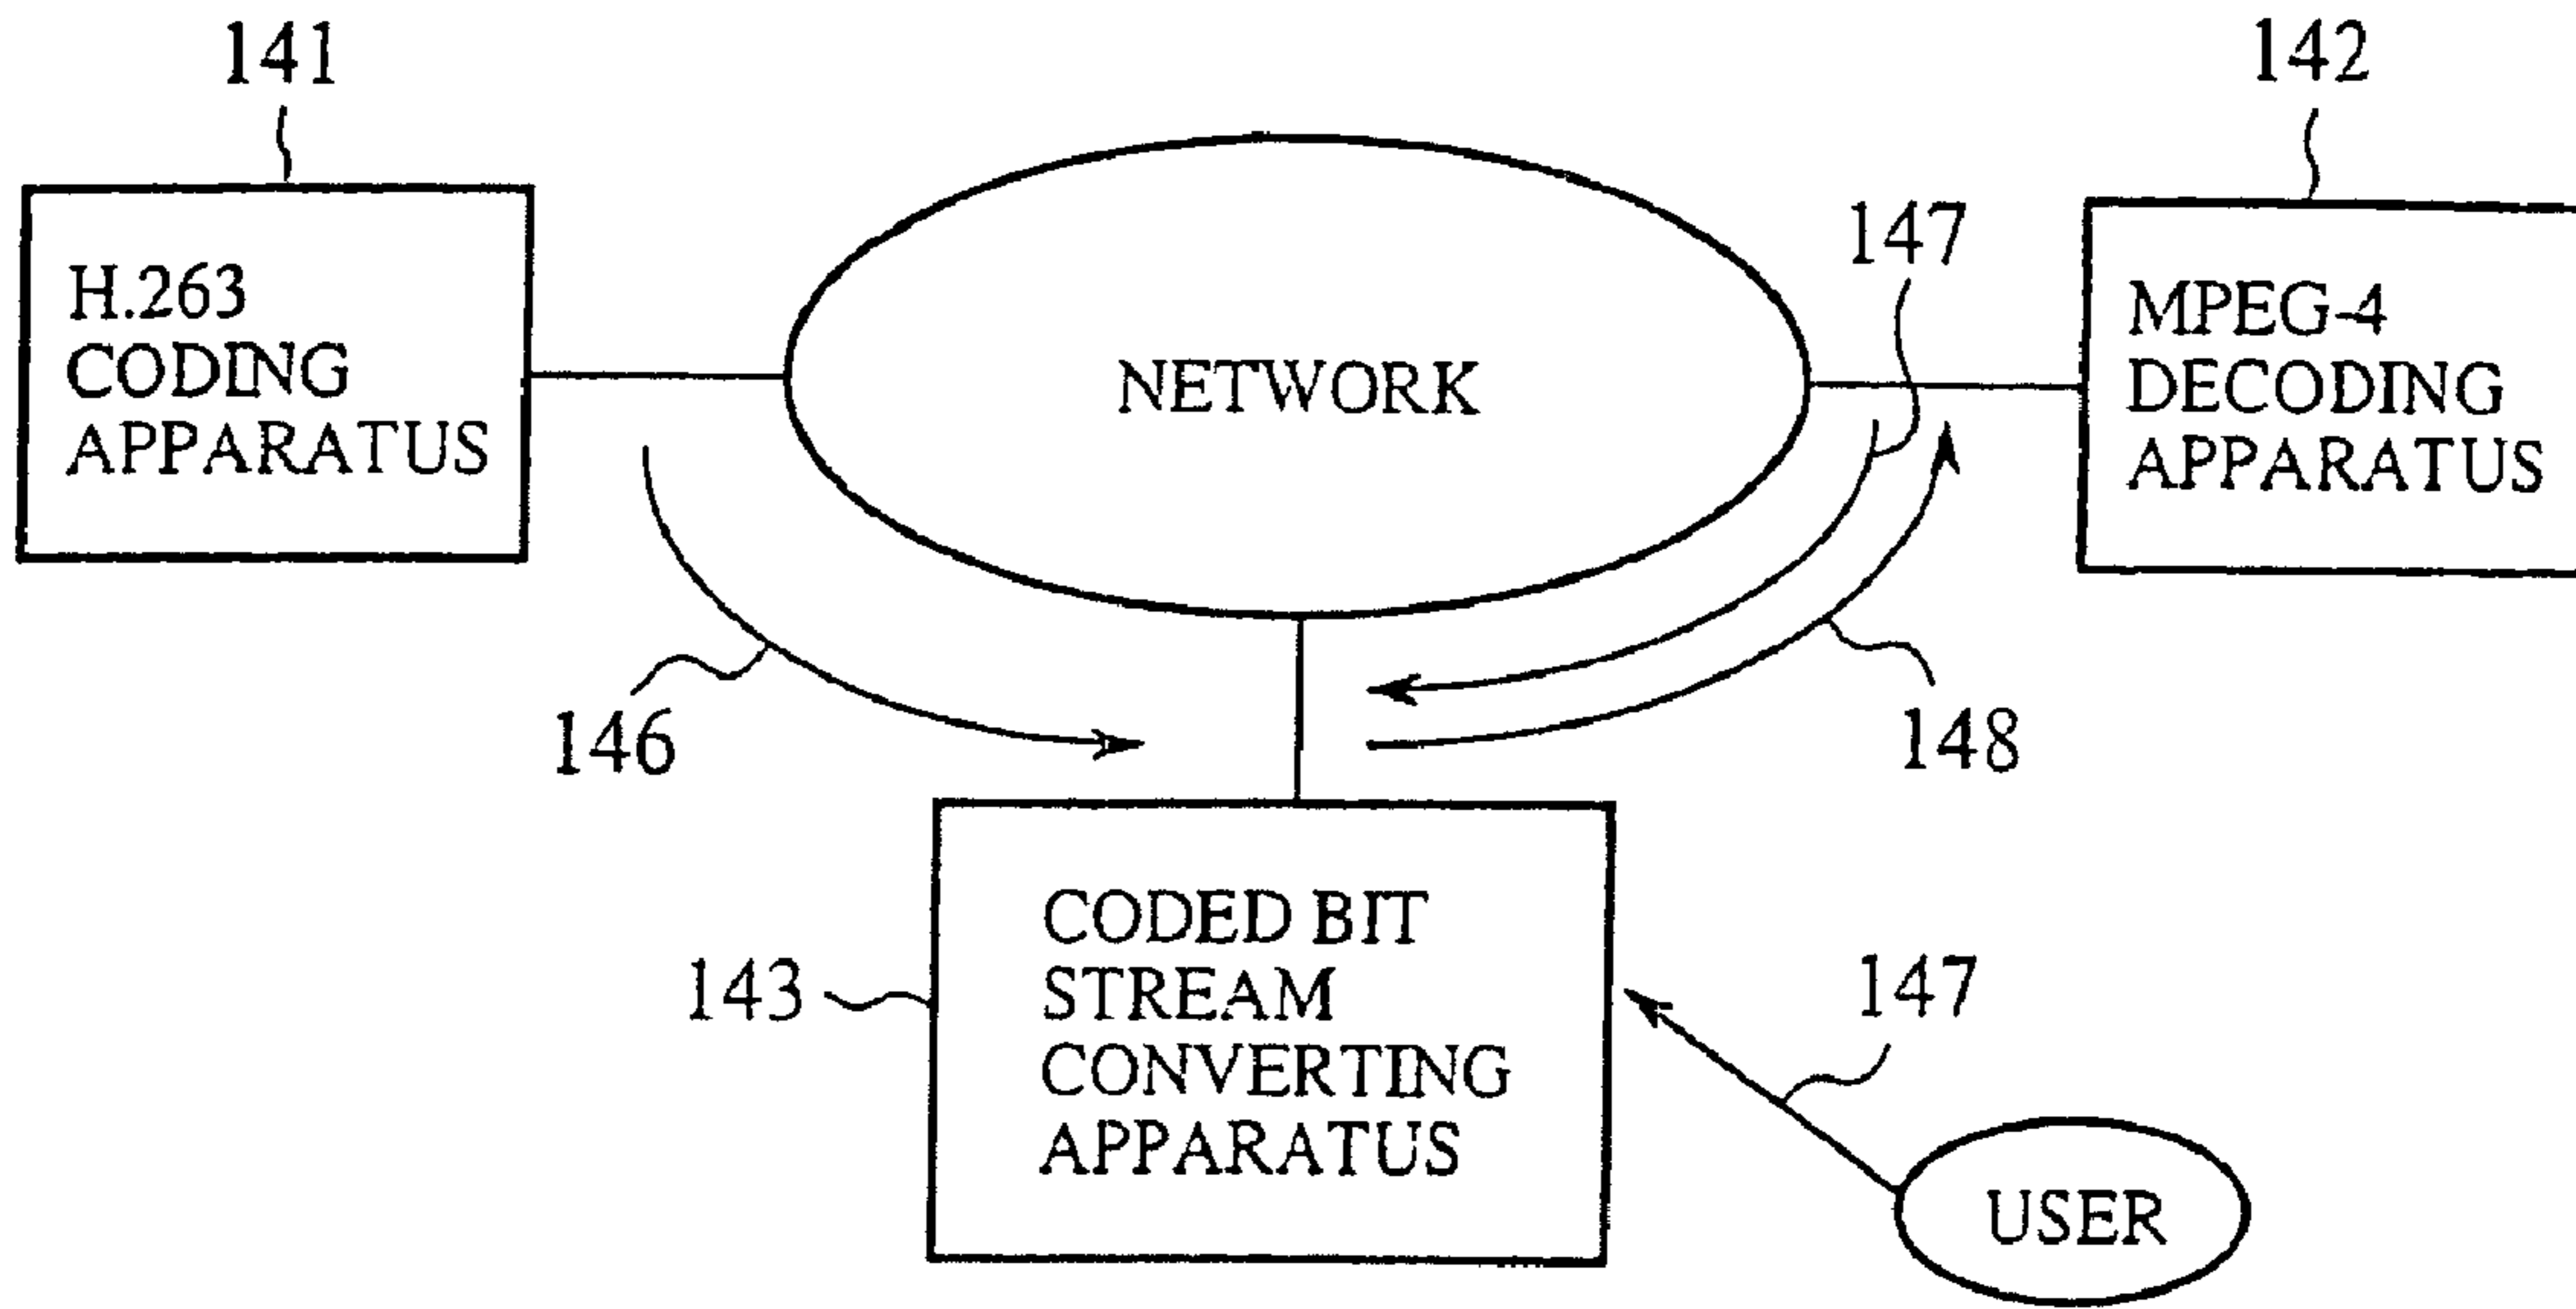 141
142
H.263
CODING
APPARATUS
NETWORK
147
MPEG-4
DECODING
APPARATUS
146
148
143
CODED BIT
STREAM
CONVERTING
APPARATUS
147
USER